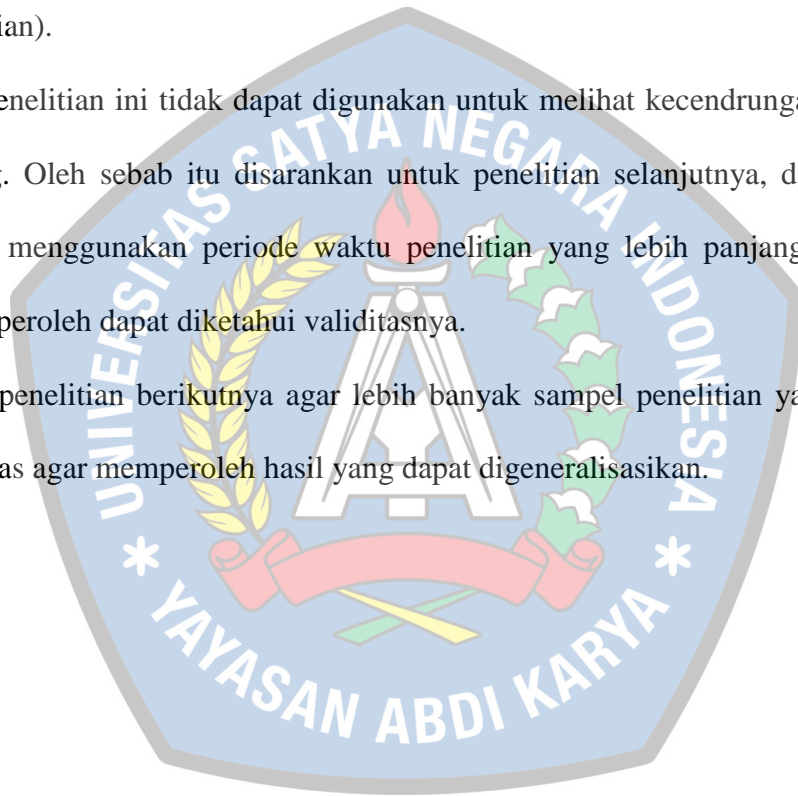 ian).
enelitian ini tidak dapat digunakan untuk melihat kecendrunga
g. Oleh sebab itu disarankan untuk penelitian selanjutnya, d
menggunakan periode waktu penelitian yang lebih panjang
peroleh dapat diketahui validitasnya.
penelitian berikutnya agar lebih banyak sampel penelitian ya
as agar memperoleh hasil yang dapat digeneralisasikan.
UNIVERSITAS SATYA NEGARA INDONESIA
* YAYASAN ABDI KARYA *